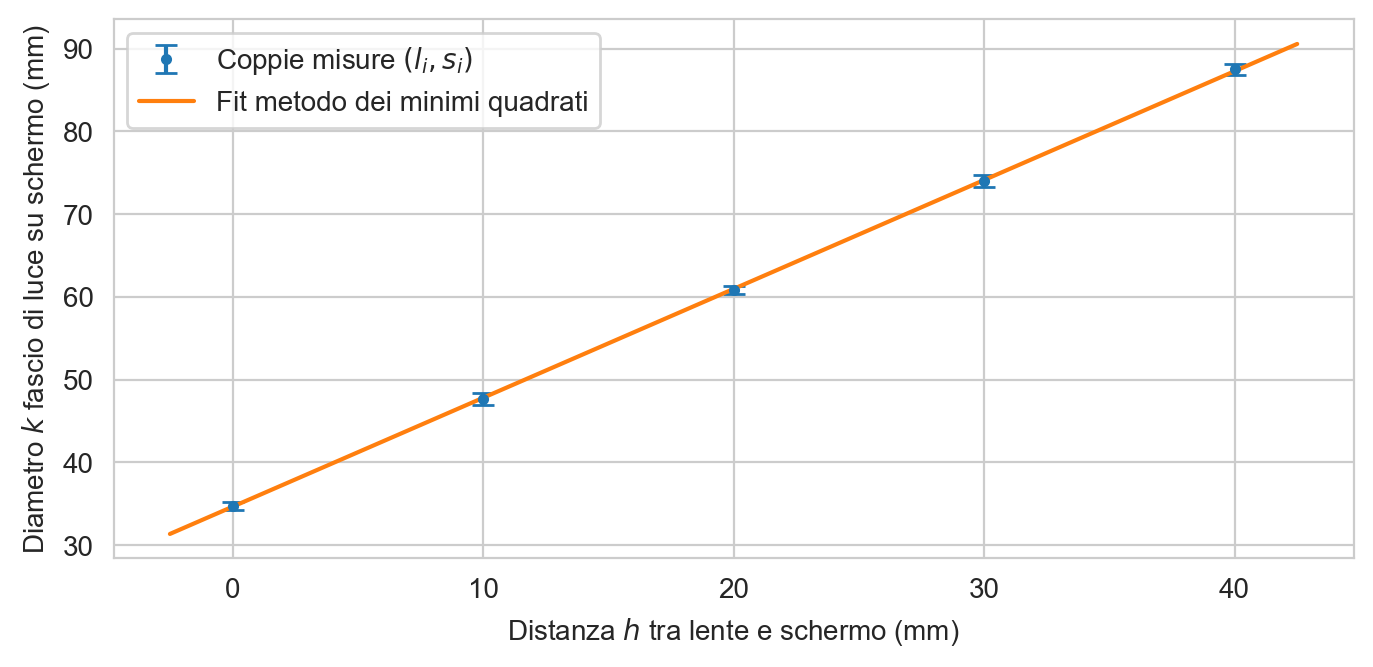 Coppie misure (l_i, s_i)
Fit metodo dei minimi quadrati
Diametro k fascio di luce su schermo (mm)
90
80
70
60
50
40
30
0 10 20 30 40
Distanza h tra lente e schermo (mm)